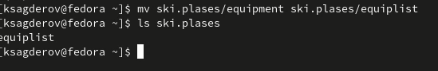 [ksagderov@fedora ~]$ mv ski.plases/equipment ski.plases/equiplist
[ksagderov@fedora ~]$ ls ski.plases
equiplist
[ksagderov@fedora ~]$